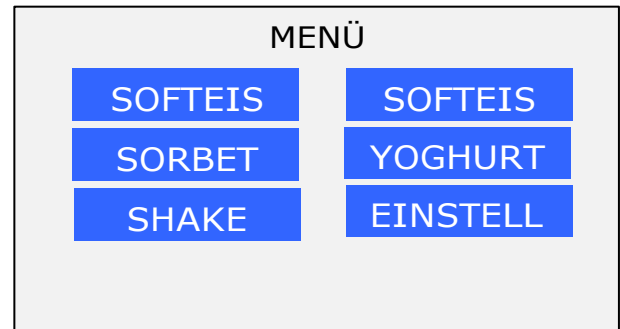 MENÜ
SOFTEIS SOFTEIS
SORBET YOGHURT
SHAKE EINSTELL